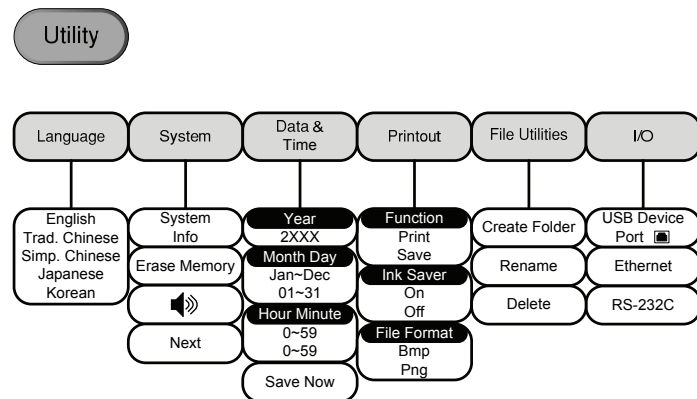 Utility
Language
System
Data &
Time
Printout
File Utilities
I/O
English
Trad. Chinese
Simp. Chinese
Japanese
Korean
System
Info
Erase Memory
Next
Year
2XXX
Month Day
Jan~Dec
01~31
Hour Minute
0~59
0~59
Save Now
Function
Print
Save
Ink Saver
On
Off
File Format
Bmp
Png
Create Folder
Rename
Delete
USB Device
Port
Ethernet
RS-232C